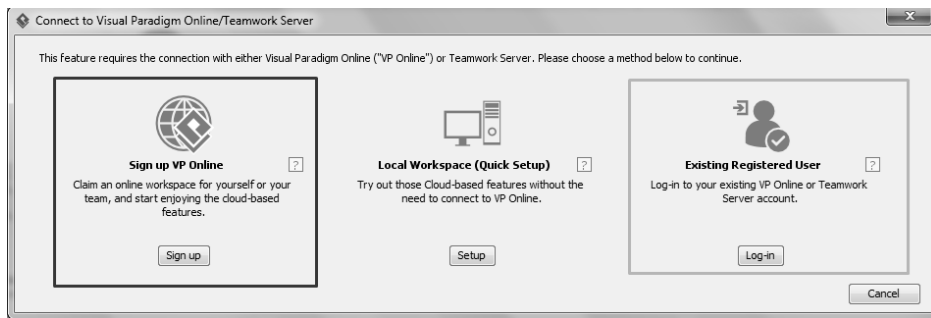 Connect to Visual Paradigm Online/Teamwork Server
X
This feature requires the connection with either Visual Paradigm Online ("VP Online") or Teamwork Server. Please choose a method below to continue.
Sign up VP Online ?
Claim an online workspace for yourself or your
team, and start enjoying the cloud-based
features.
Sign up
Local Workspace (Quick Setup) ?
Try out those Cloud-based features without the
need to connect to VP Online.
Setup
Existing Registered User ?
Log-in to your existing VP Online or Teamwork
Server account.
Log-in
Cancel